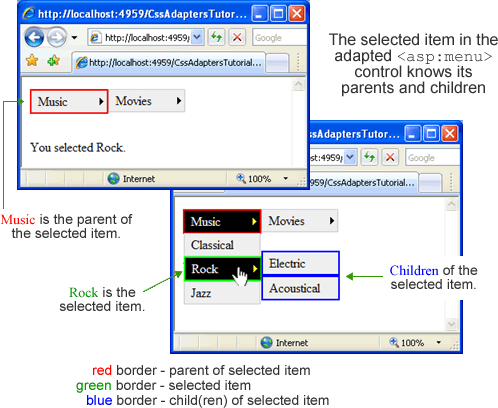 http://localhost:4959/CssAdaptersTutor...
http://localhost:4959/
Google
http://localhost:4959/CssAdaptersTutorial...
Music
Movies
You selected Rock.
Internet
100%
The selected item in the
adapted <asp:menu>
control knows its
parents and children
ssAdaptersTutor...
host:4959/
Google
4959/CssAdaptersTutorial...
Music
Movies
Classical
Rock
Electric
Jazz
Acoustical
Internet
100%
Music is the parent of
the selected item.
Rock is the
selected item.
Children of the
selected item.
red border - parent of selected item
green border - selected item
blue border - child(ren) of selected item